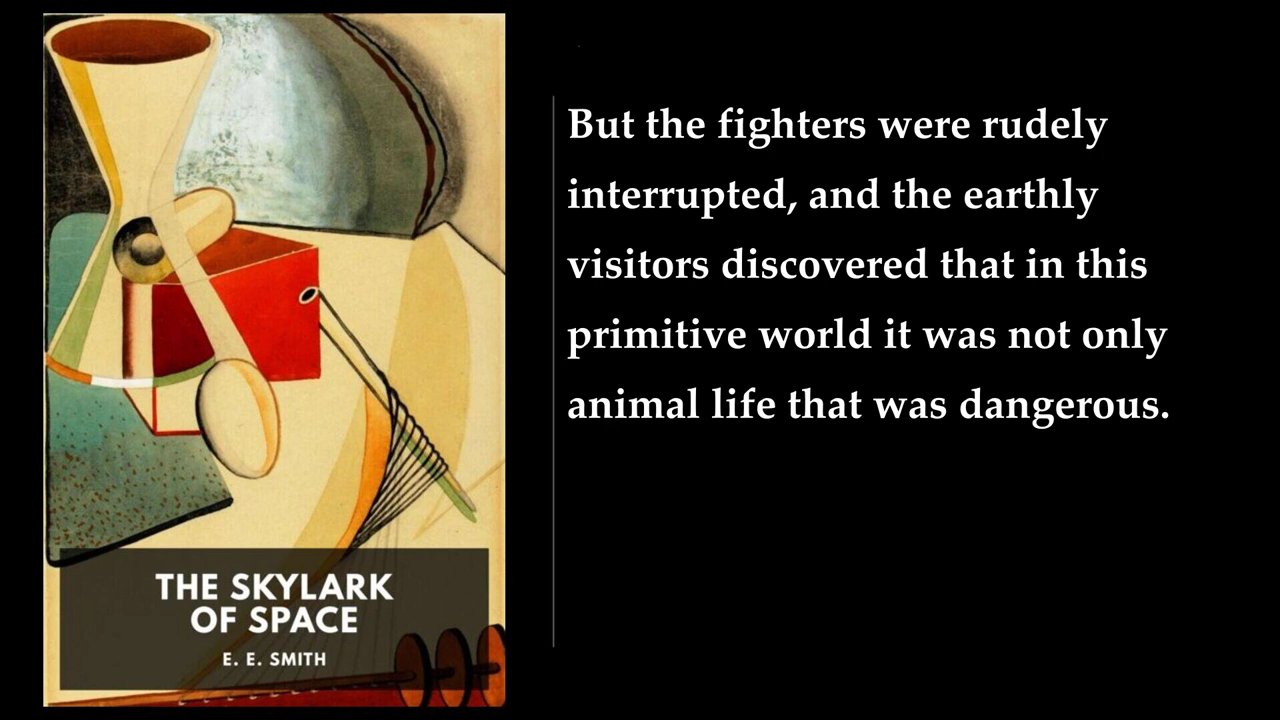 But the fighters were rudely
interrupted, and the earthly
visitors discovered that in this
primitive world it was not only
animal life that was dangerous.
THE SKYLARK
OF SPACE
E. E. SMITH